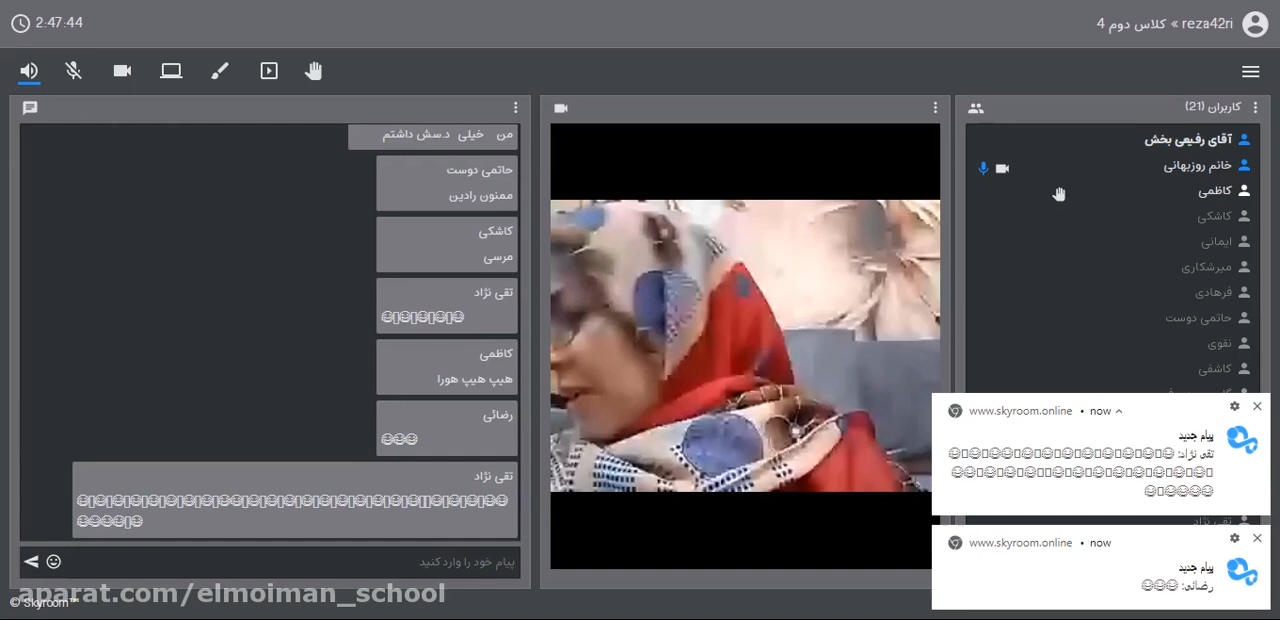 2:47:44
reza42ri » کلاس دوم 4
من خیلی د.سش داشتم
حاتمی دوست
ممنون رادین
کاشکی
مرسی
تقی نژاد
کاظمی
هیپ هیپ هورا
رضائی
😂😂😂
تقی نژاد
پیام خود را وارد کنید
© Skyroom™
aparat.com/elmoiman_school
کاربران (21)
آقای رفیعی بخش
خانم روزبهانی
کاظمی
کاشکی
ایمانی
میرشکاری
فرهادی
حاتمی دوست
نقوی
کاشفی
www.skyroom.online • now
پیام جدید
تقی نژاد:
تقی نژاد
www.skyroom.online • now
پیام جدید
رضائی: 😂😂😂